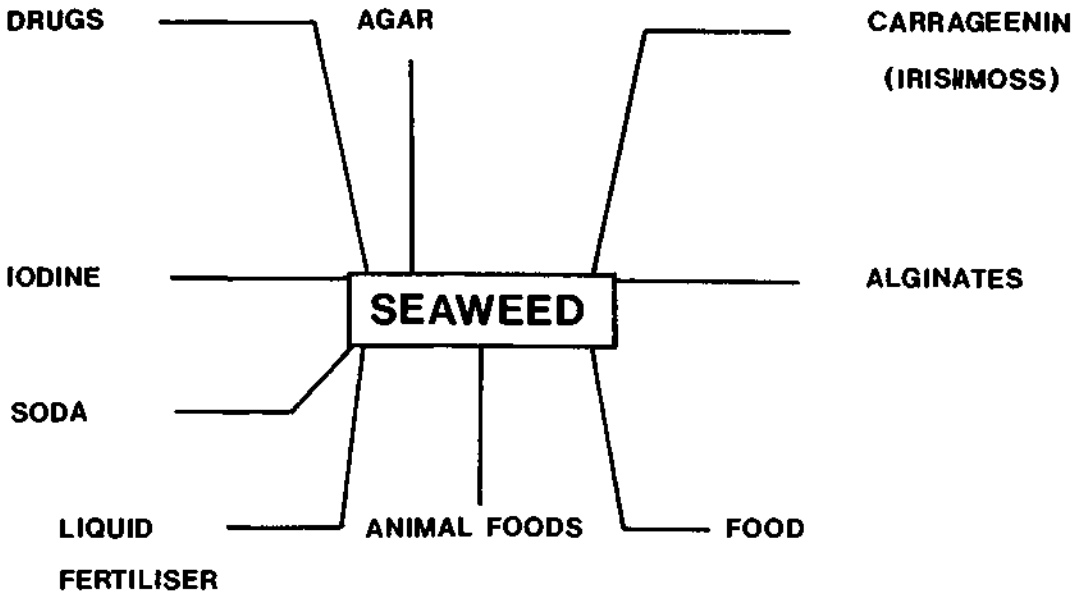 DRUGS
AGAR
CARRAGEENIN
(IRISHMOSS)
IODINE
SEAWEED
ALGINATES
SODA
LIQUID
FERTILISER
ANIMAL FOODS
FOOD